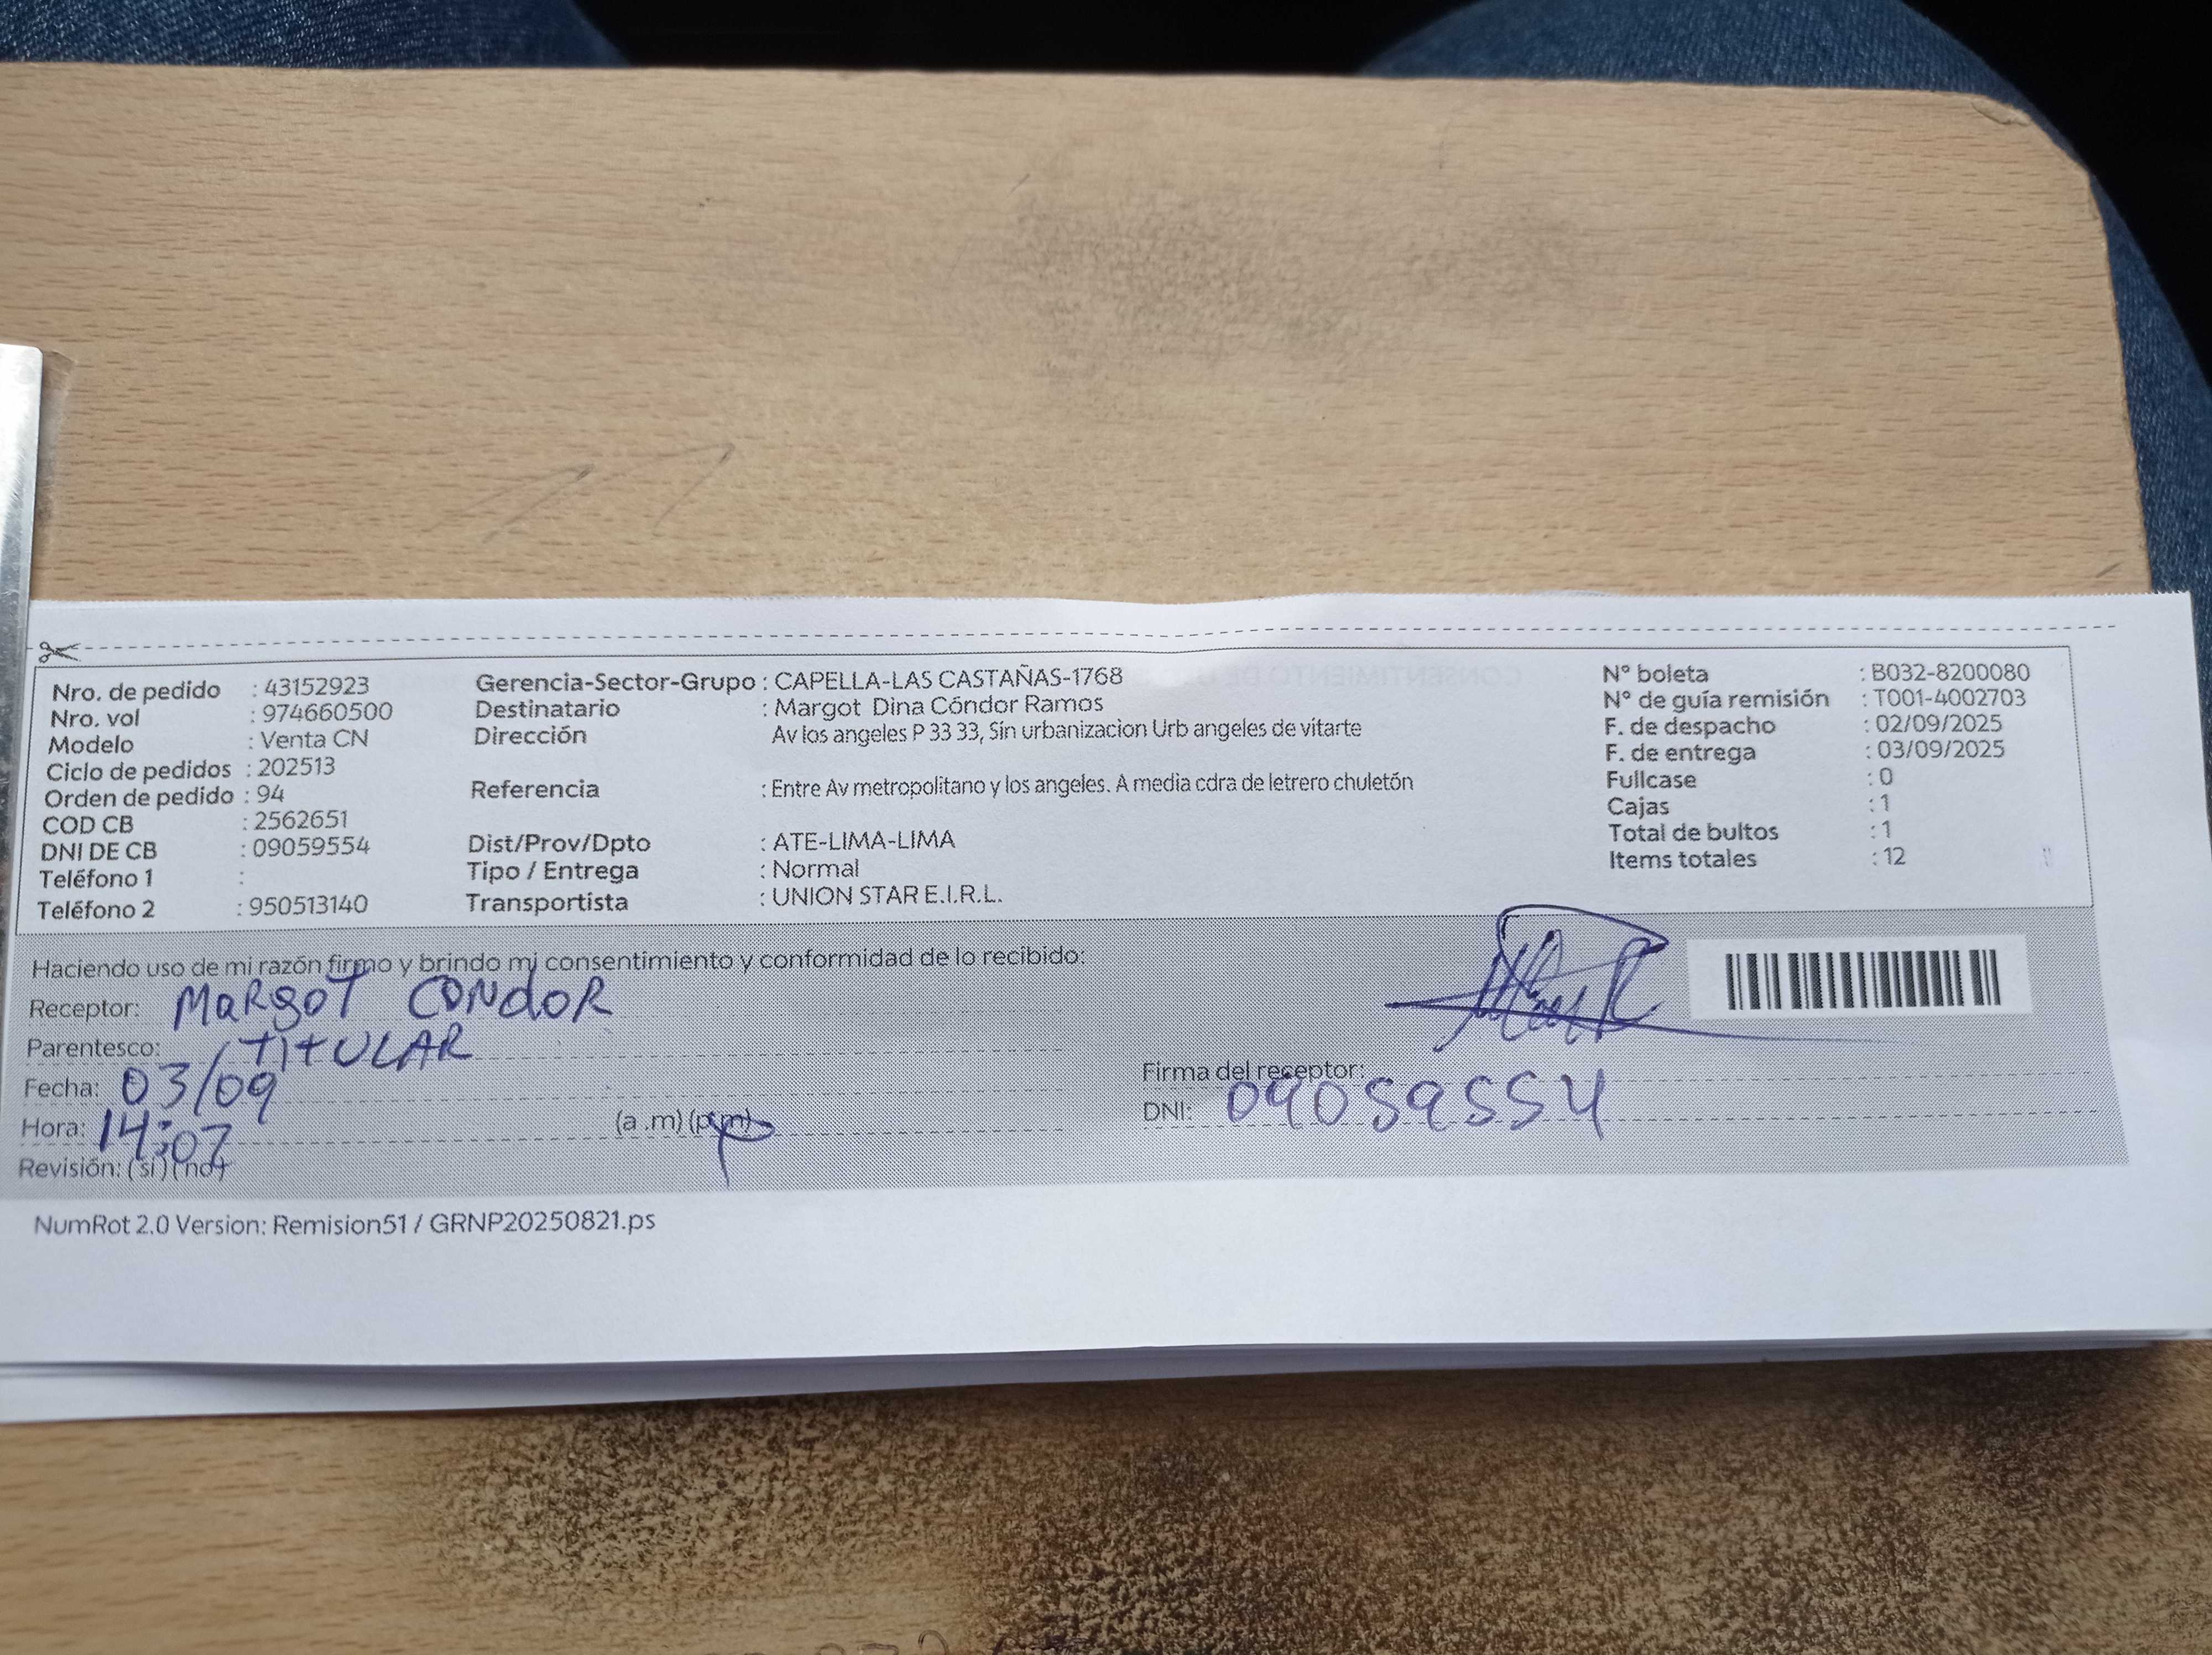 Nro. de pedido : 43152923
Nro. vol : 974660500
Modelo : Venta CN
Ciclo de pedidos : 202513
Orden de pedido : 94
COD CB : 2562651
DNI DE CB : 09059554
Teléfono 1 :
Teléfono 2 : 950513140
Gerencia-Sector-Grupo : CAPELLA-LAS CASTAÑAS-1768
Destinatario : Margot Dina Cóndor Ramos
Dirección Av los angeles P 33 33, Sin urbanizacion Urb angeles de vitarte
Referencia : Entre Av metropolitano y los angeles. A media cdra de letrero chuletón
Dist/Prov/Dpto : ATE-LIMA-LIMA
Tipo / Entrega : Normal
Transportista : UNION STAR E.I.R.L.
N° boleta : B032-8200080
N° de guía remisión : T001-4002703
F. de despacho : 02/09/2025
F. de entrega : 03/09/2025
Fullcase : 0
Cajas : 1
Total de bultos : 1
Items totales : 12
Haciendo uso de mi razón firmo y brindo mi consentimiento y conformidad de lo recibido:
Receptor: MaRgoT CONdoR
Parentesco: TITULAR
Fecha: 03/09
Hora: 14:07 (a .m) (p.m)
Revisión: (si) (no)
Firma del receptor:
DNI: 09059554
NumRot 2.0 Version: Remision51 / GRNP20250821.ps